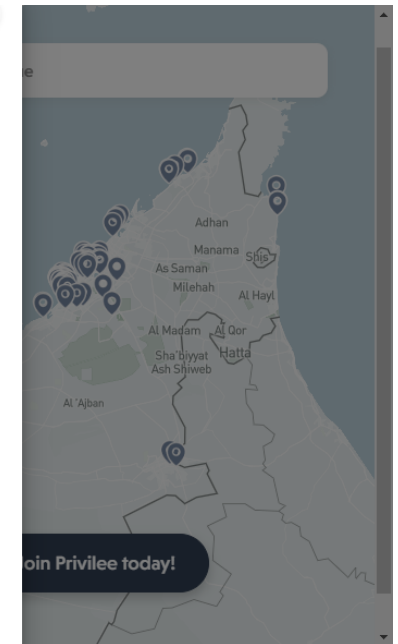 e
Adhan
Manama
Shis
As Saman
Milehah
Al Hayl
Al Madam
Al Qor
Sha'biyyat
Ash Shiweb
Hatta
Al 'Ajban
oin Privilee today!